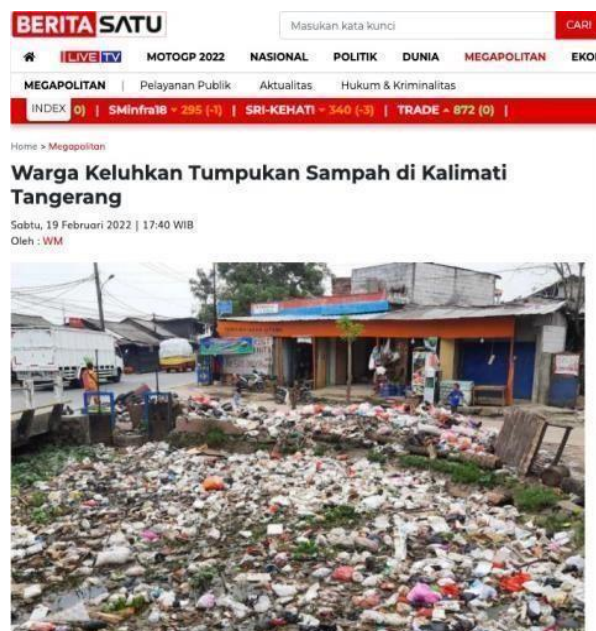 BERITA SATU
Masukan kata kunci
CARI
LIVE TV MOTOGP 2022 NASIONAL POLITIK DUNIA MEGAPOLITAN EKO
MEGAPOLITAN | Pelayanan Publik Aktualitas Hukum & Kriminalitas
INDEX 0) | SMinfra18 295 (-1) | SRI-KEHATI 340 (-3) | TRADE 872 (0) |
Home > Megapolitan
Warga Keluhkan Tumpukan Sampah di Kalimati
Tangerang
Sabtu, 19 Februari 2022 | 17:40 WIB
Oleh : WM